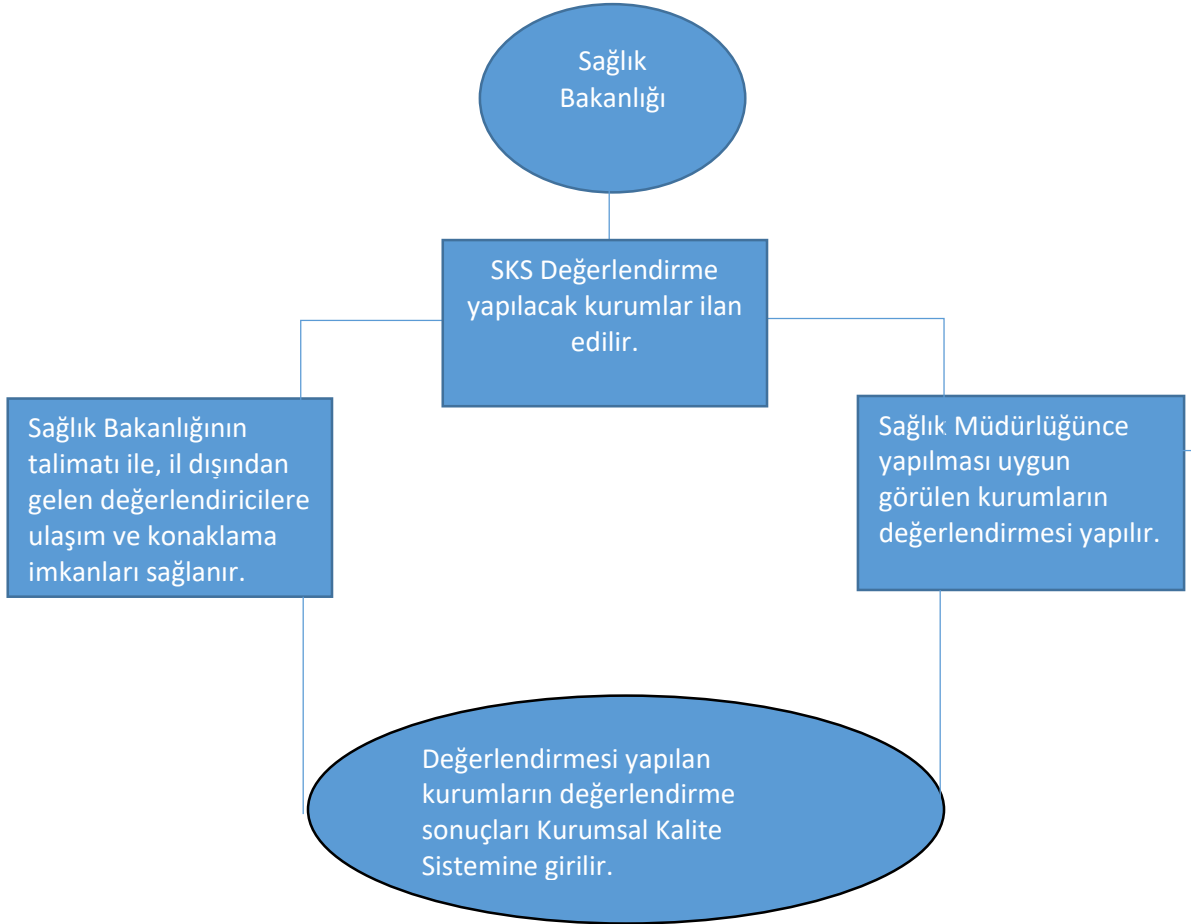 Sağlık
Bakanlığı
SKS Değerlendirme
yapılacak kurumlar ilan
edilir.
Sağlık Bakanlığının
talimatı ile, il dışından
gelen değerlendiricilere
ulaşım ve konaklama
imkanları sağlanır.
Sağlık Müdürlüğünce
yapılması uygun
görülen kurumların
değerlendirmesi yapılır.
Değerlendirmesi yapılan
kurumların değerlendirme
sonuçları Kurumsal Kalite
Sistemine girilir.